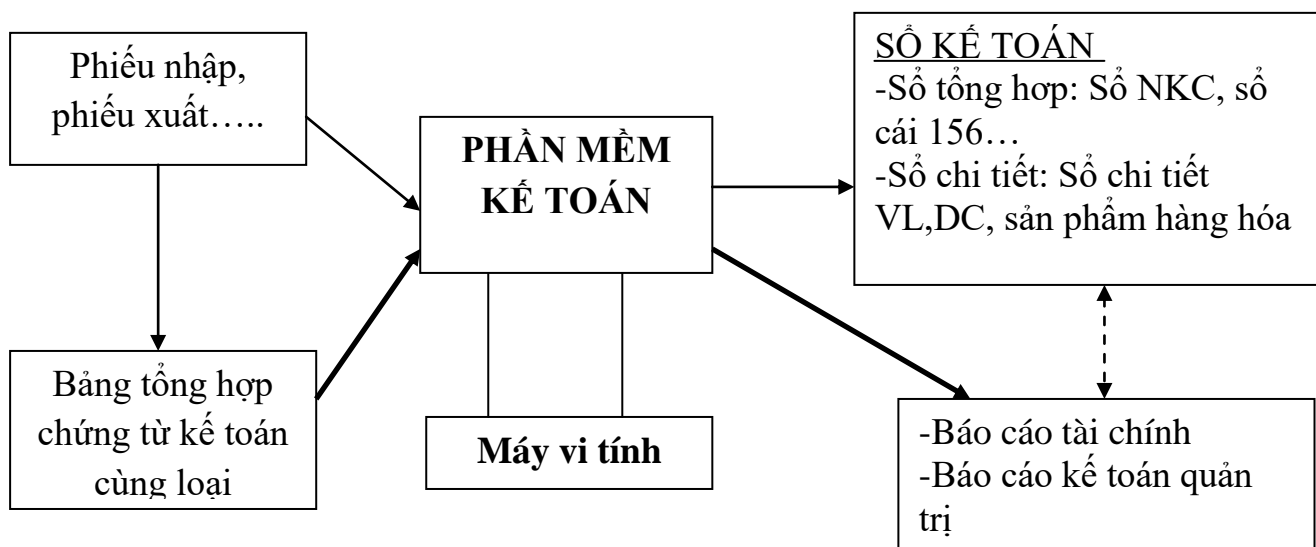 Phiếu nhập,
phiếu xuất…..
Bảng tổng hợp
chứng từ kế toán
cùng loại
PHẦN MỀM
KẾ TOÁN
Máy vi tính
SỔ KẾ TOÁN
-Sổ tổng hơp: Sổ NKC, sổ
cái 156…
-Sổ chi tiết: Sổ chi tiết
VL,DC, sản phẩm hàng hóa
-Báo cáo tài chính
-Báo cáo kế toán quản
trị